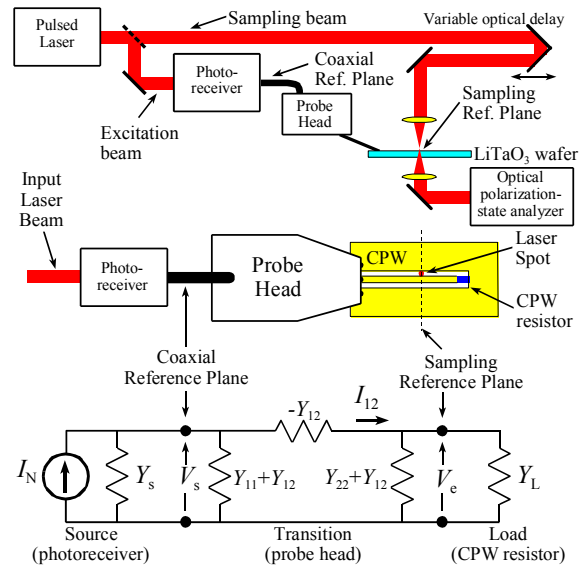 Pulsed
Laser
Sampling beam
Variable optical delay
Photo-
receiver
Coaxial
Ref. Plane
Probe
Head
Sampling
Ref. Plane
Excitation
beam
LiTaO3 wafer
Optical
polarization-
state analyzer
Input
Laser
Beam
Photo-
receiver
Probe
Head
CPW
Laser
Spot
CPW
resistor
Coaxial
Reference Plane
Sampling
Reference Plane
-Y12
I12
IN
Ys
Vs
Y11+Y12
Y22+Y12
Ve
YL
Source
(photoreceiver)
Transition
(probe head)
Load
(CPW resistor)